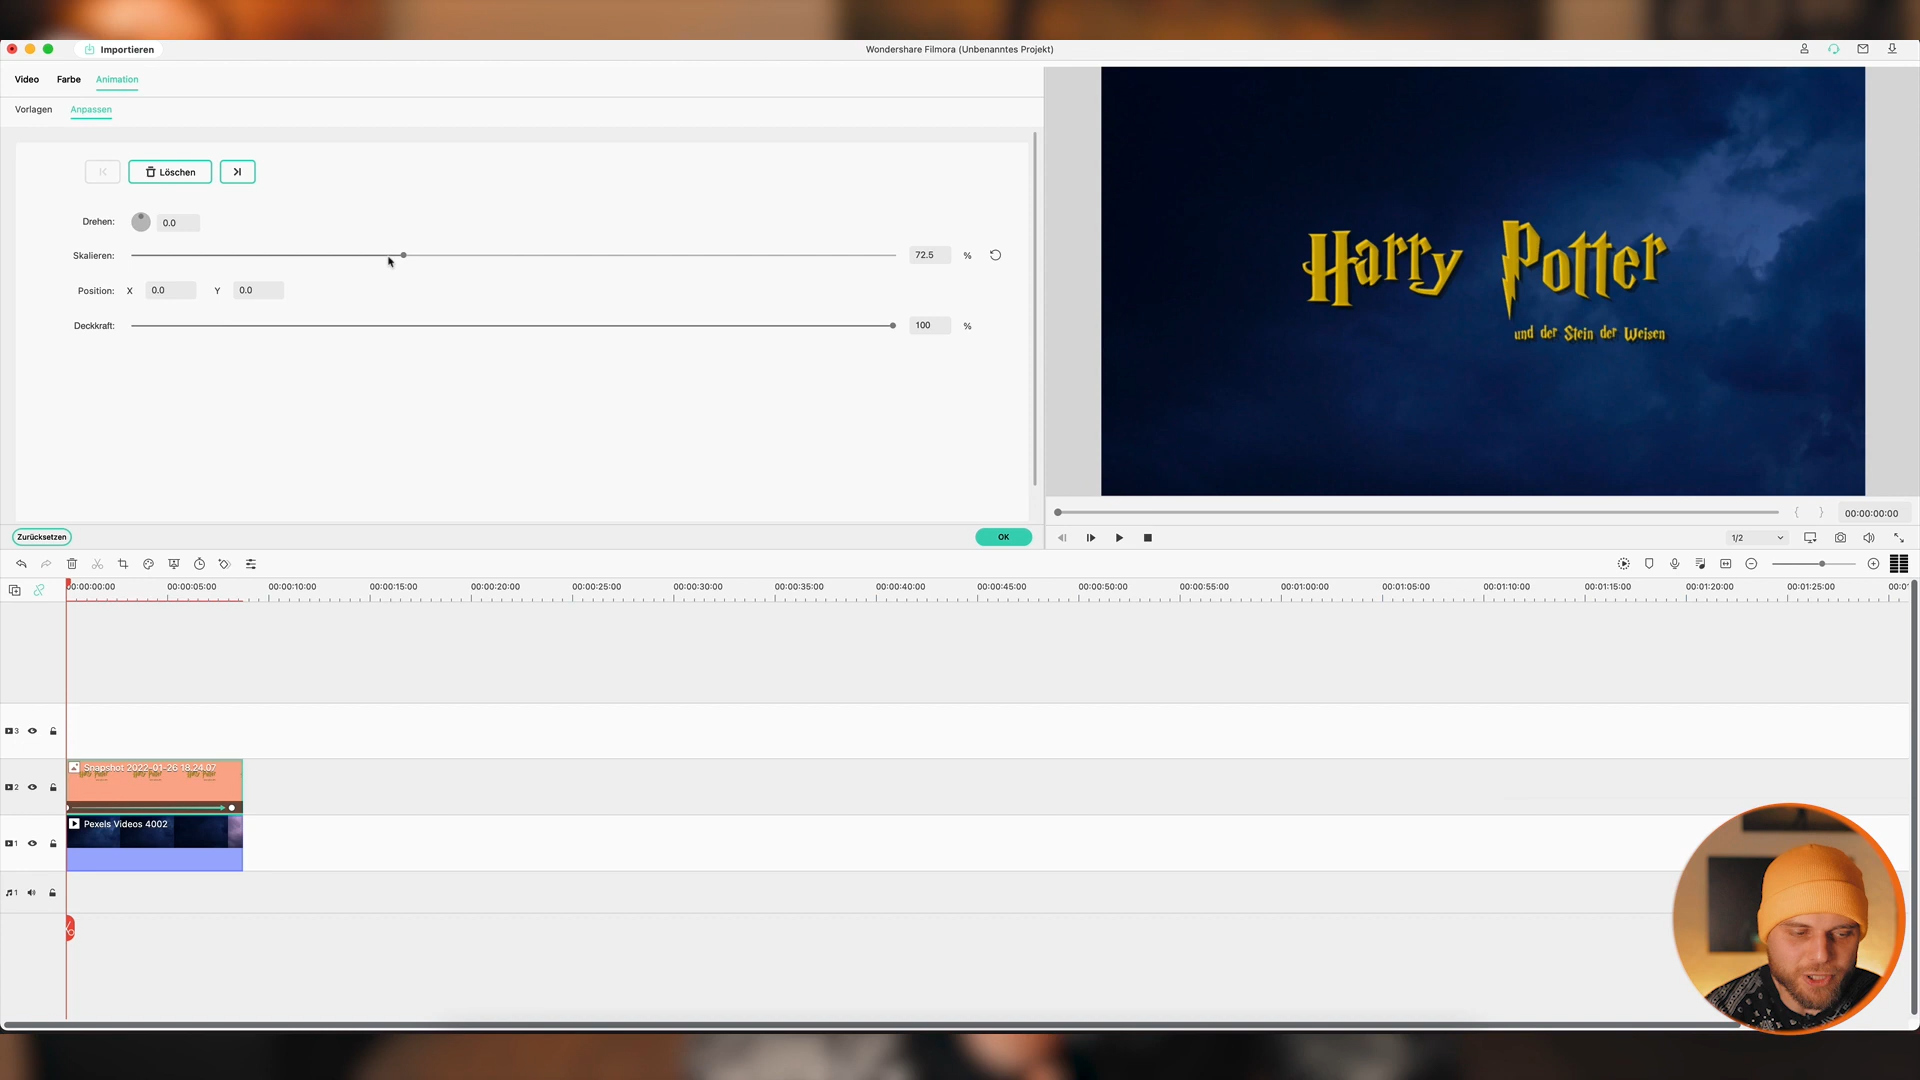 Importieren
Wondershare Filmora (Unbenanntes Projekt)
Video Farbe Animation
Vorlagen Anpassen
Löschen
Drehen: 0.0
Skalieren: 72.5 %
Position: X 0.0 Y 0.0
Deckkraft: 100 %
Harry Potter
und der Stein der Weisen
Zurücksetzen
OK
00:00:00:00
1/2
00:00:00:00 00:00:05:00 00:00:10:00 00:00:15:00 00:00:20:00 00:00:25:00 00:00:30:00 00:00:35:00 00:00:40:00 00:00:45:00 00:00:50:00 00:00:55:00 00:01:00:00 00:01:05:00 00:01:10:00 00:01:15:00 00:01:20:00 00:01:25:00
3
2
Snapshot 2022-01-26 18.24.07
1
Pexels Videos 4002
1